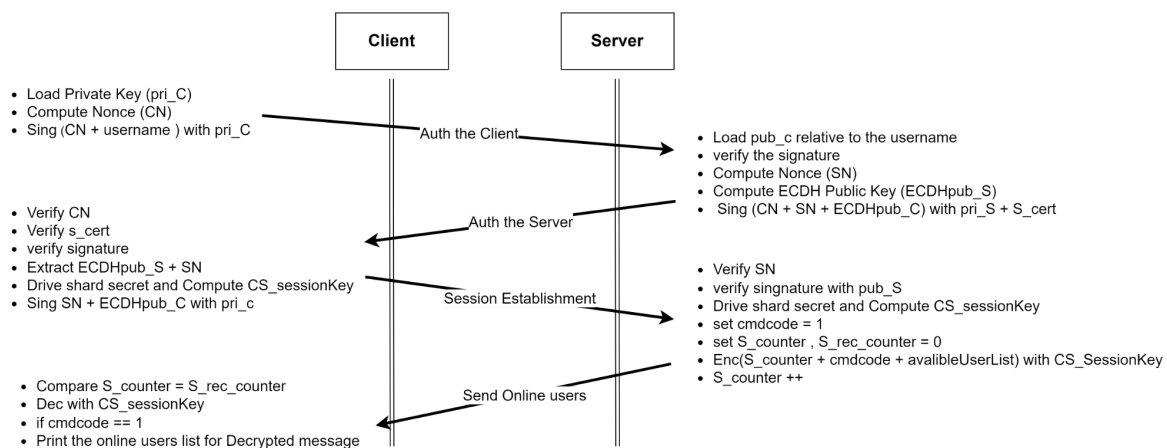 Client
Server
Load Private Key (pri_C)
Compute Nonce (CN)
Sing (CN + username ) with pri_C
Auth the Client
Load pub_c relative to the username
verify the signature
Compute Nonce (SN)
Compute ECDH Public Key (ECDHpub_S)
Sing (CN + SN + ECDHpub_C) with pri_S + S_cert
Auth the Server
Verify CN
Verify s_cert
verify signature
Extract ECDHpub_S + SN
Drive shard secret and Compute CS_sessionKey
Sing SN + ECDHpub_C with pri_c
Session Establishment
Verify SN
verify singnature with pub_S
Drive shard secret and Compute CS_sessionKey
set cmdcode = 1
set S_counter , S_rec_counter = 0
Enc(S_counter + cmdcode + avalibleUserList) with CS_SessionKey
S_counter ++
Send Online users
Compare S_counter = S_rec_counter
Dec with CS_sessionKey
if cmdcode == 1
Print the online users list for Decrypted message